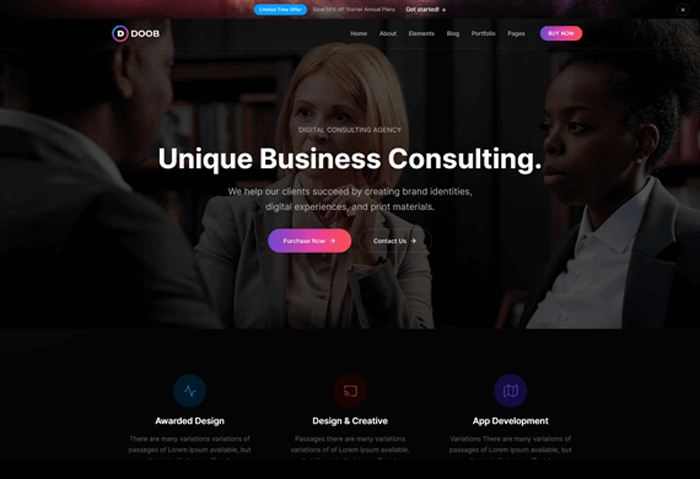 Limited Time Offer Save 50% off Starter Annual Plans Get started!
D DOOB Home About Elements Blog Portfolio Pages BUY NOW
DIGITAL CONSULTING AGENCY
Unique Business Consulting.
We help our clients succeed by creating brand identities,
digital experiences, and print materials.
Purchase Now → Contact Us →
Awarded Design Design & Creative App Development
There are many variations variations of Passages there are many variations Variations There are many variations of
passages of Lorem Ipsum available, but variations of of Lorem Ipsum available, passages of Lorem Ipsum available, but